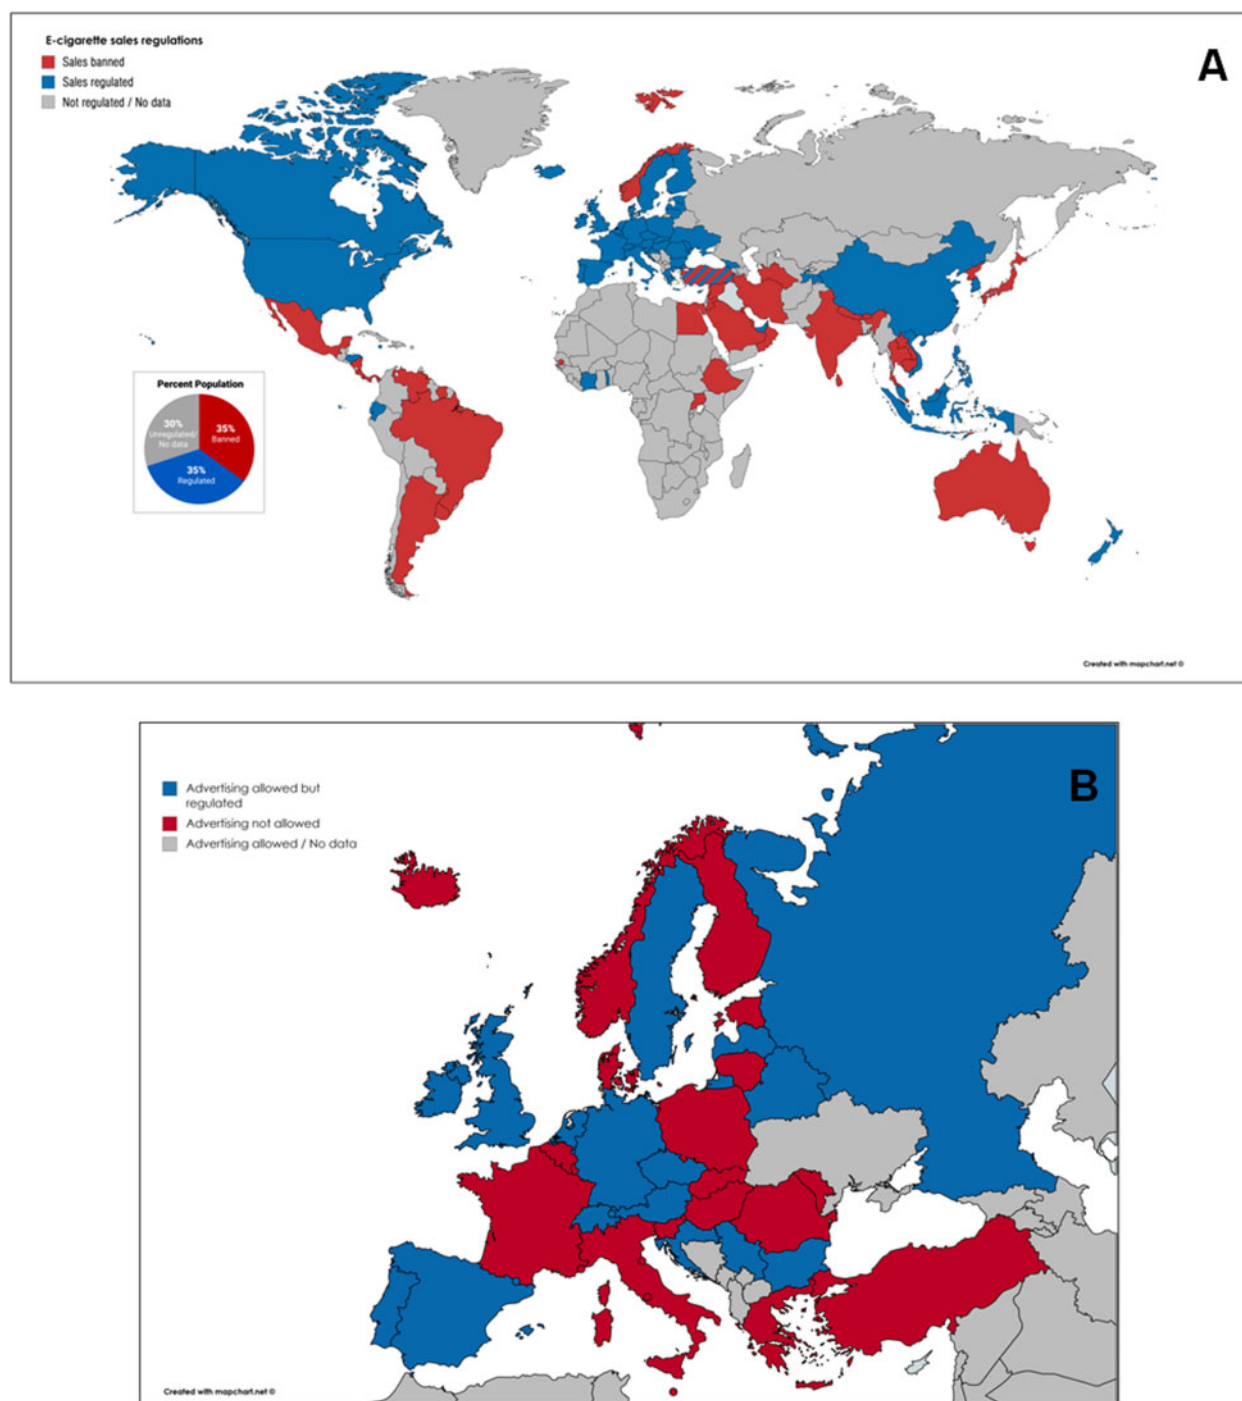 E-cigarette sales regulations
Sales banned
Sales regulated
Not regulated / No data
A
Percent Population
30%
Unregulated/
No data
35%
Banned
35%
Regulated
Created with mapchart.net ©
Advertising allowed but
regulated
Advertising not allowed
Advertising allowed / No data
B
Created with mapchart.net ©